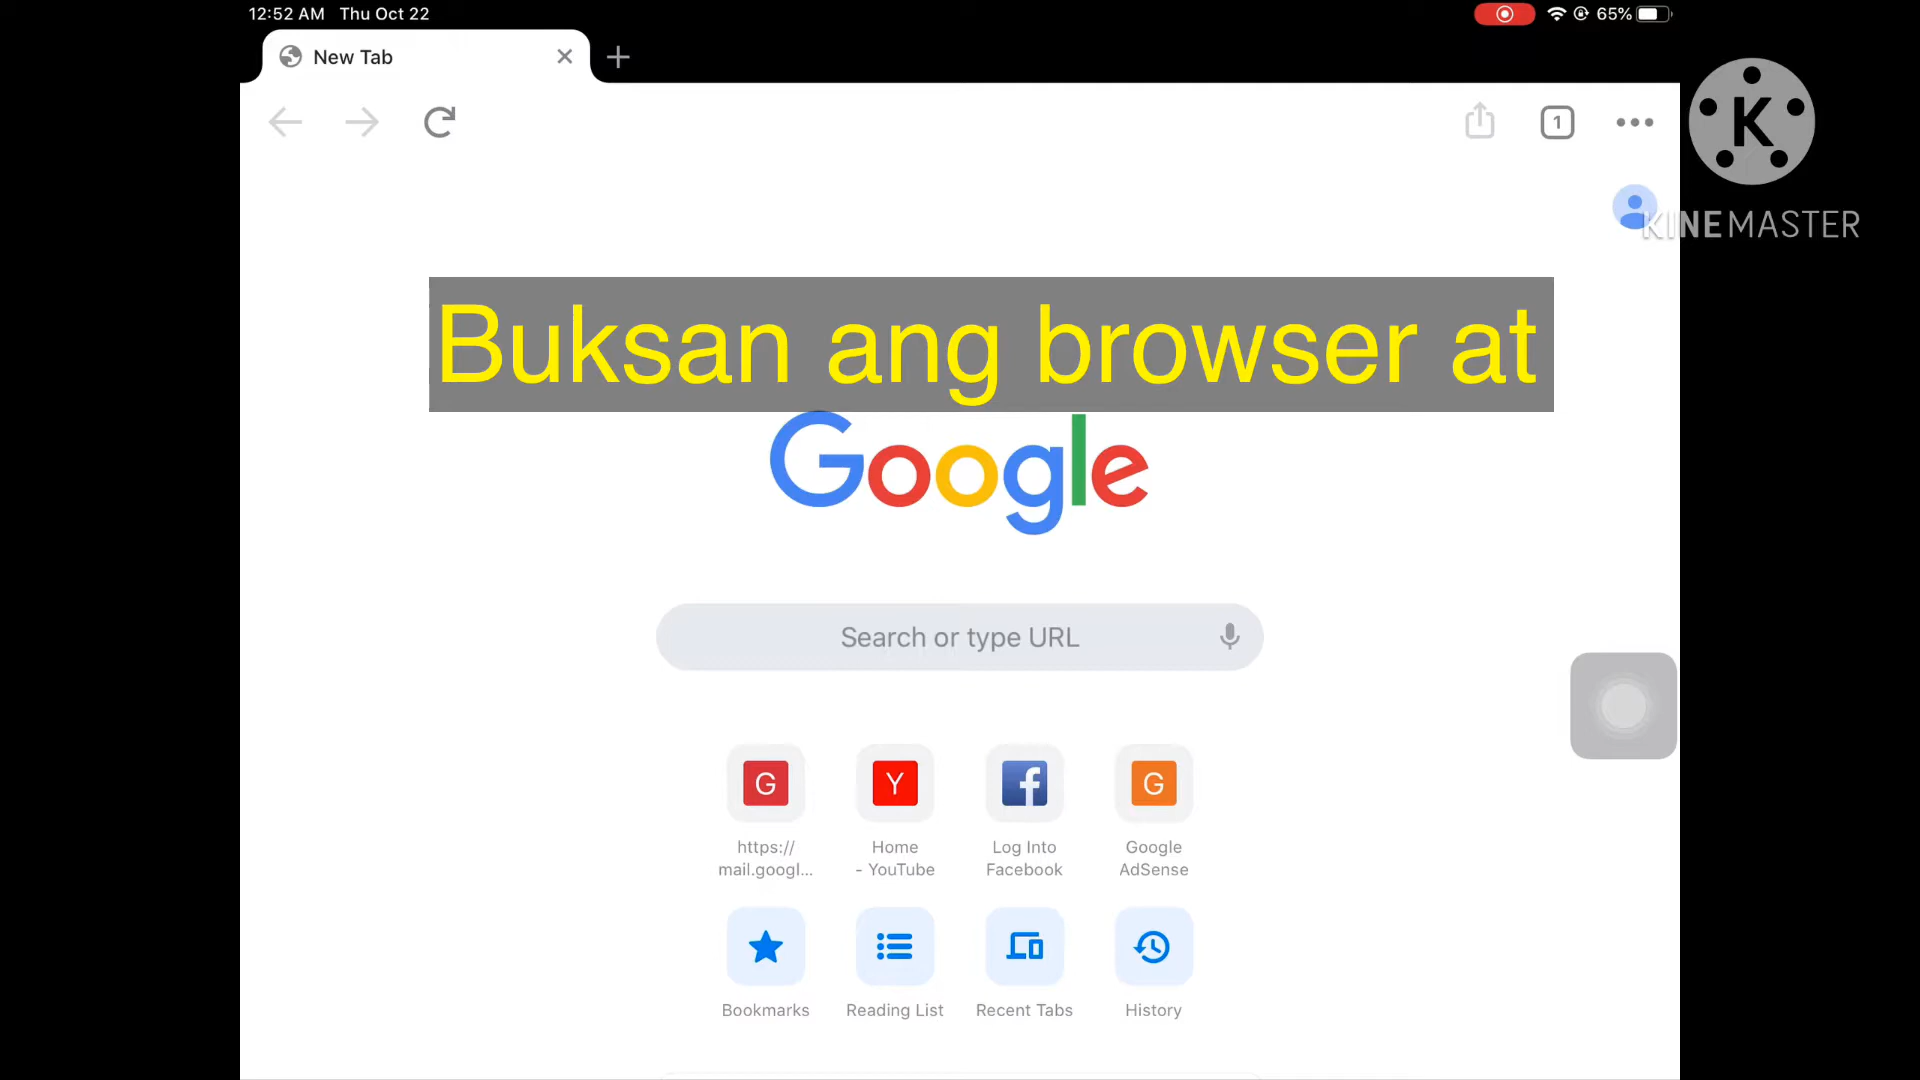 12:52 AM Thu Oct 22
65%
New Tab
1
K
KINEMASTER
Buksan ang browser at
Google
Search or type URL
G
Y
f
G
https://
mail.googl...
Home
- YouTube
Log Into
Facebook
Google
AdSense
Bookmarks
Reading List
Recent Tabs
History